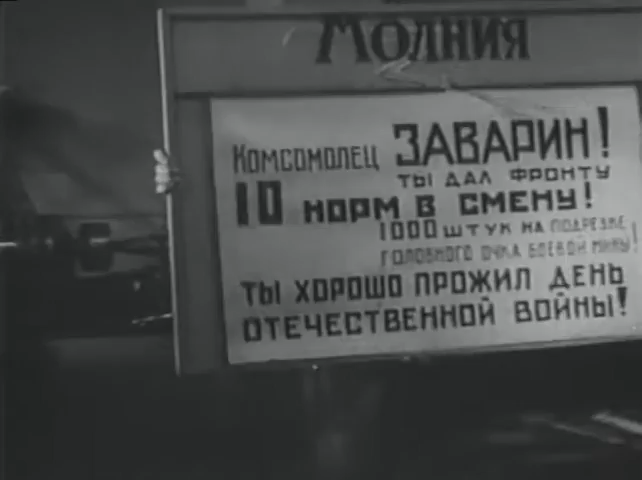 Молния
Комсомолец ЗАВАРИН!
ТЫ ДАЛ ФРОНТУ
10 НОРМ В СМЕНУ!
1000 ШТУК НА ПОДРЕЗКЕ
ГОЛОВНОГО ОЧКА БОЕВОЙ МИНЫ!
ТЫ ХОРОШО ПРОЖИЛ ДЕНЬ
ОТЕЧЕСТВЕННОЙ ВОЙНЫ!